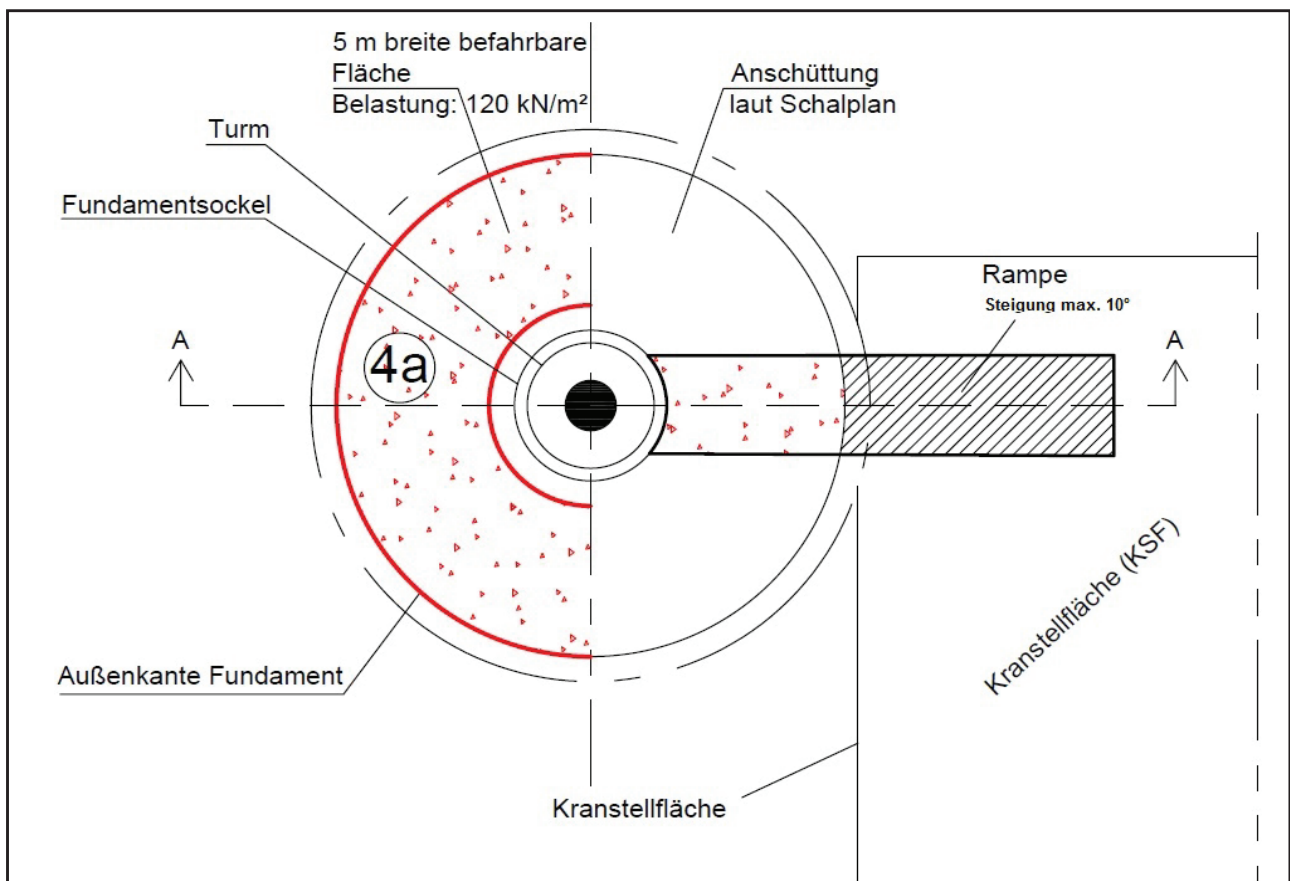 5 m breite befahrbare
Fläche
Belastung: 120 kN/m²
Anschüttung
laut Schalplan
Turm
Fundamentsockel
Rampe
Steigung max. 10°
A
A
4a
Kranstellfläche (KSF)
Außenkante Fundament
Kranstellfläche